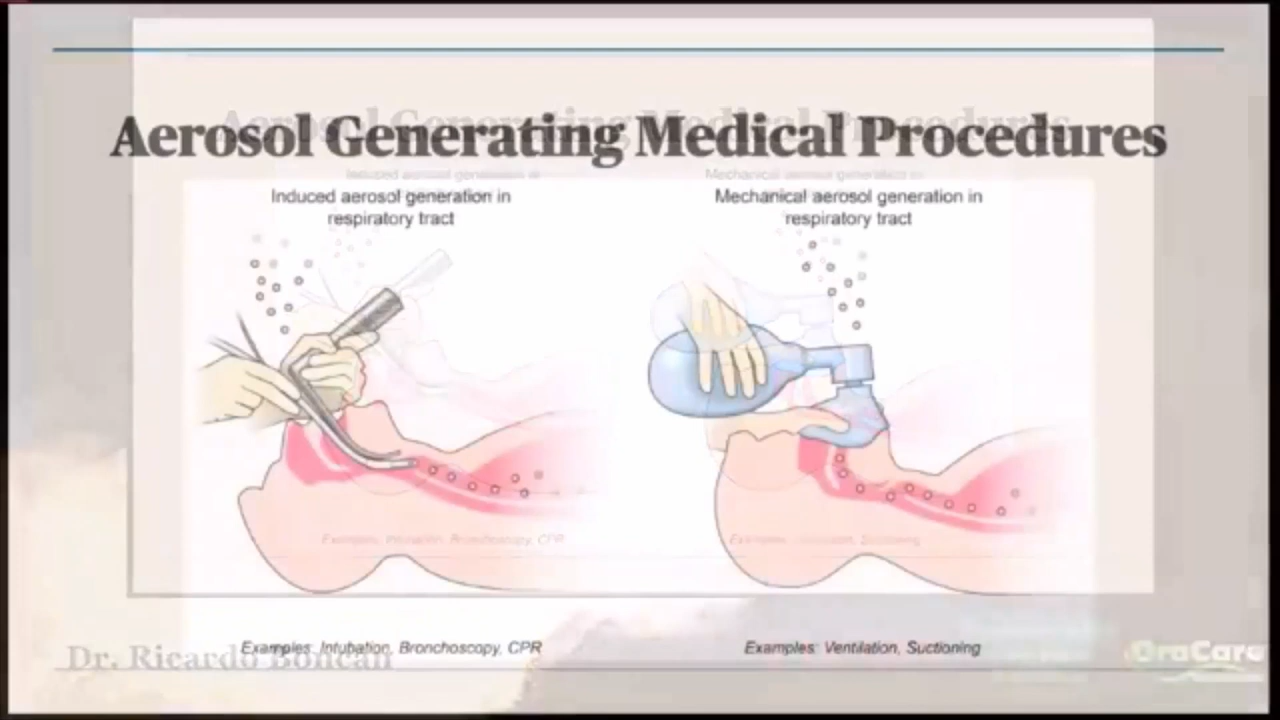 Aerosol Generating Medical Procedures
Induced aerosol generation in
respiratory tract
Mechanical aerosol generation in
respiratory tract
Examples: Intubation, Bronchoscopy, CPR
Examples: Ventilation, Suctioning
Dr. Ricardo Boncan
OraCare